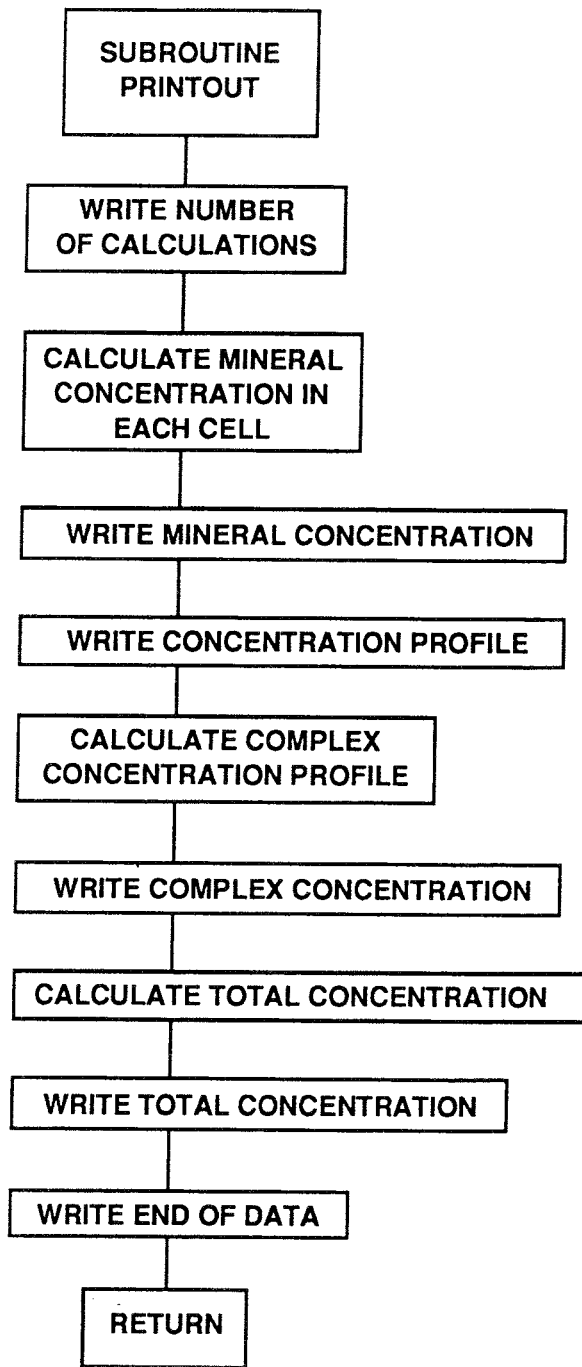 SUBROUTINE
PRINTOUT
WRITE NUMBER
OF CALCULATIONS
CALCULATE MINERAL
CONCENTRATION IN
EACH CELL
WRITE MINERAL CONCENTRATION
WRITE CONCENTRATION PROFILE
CALCULATE COMPLEX
CONCENTRATION PROFILE
WRITE COMPLEX CONCENTRATION
CALCULATE TOTAL CONCENTRATION
WRITE TOTAL CONCENTRATION
WRITE END OF DATA
RETURN